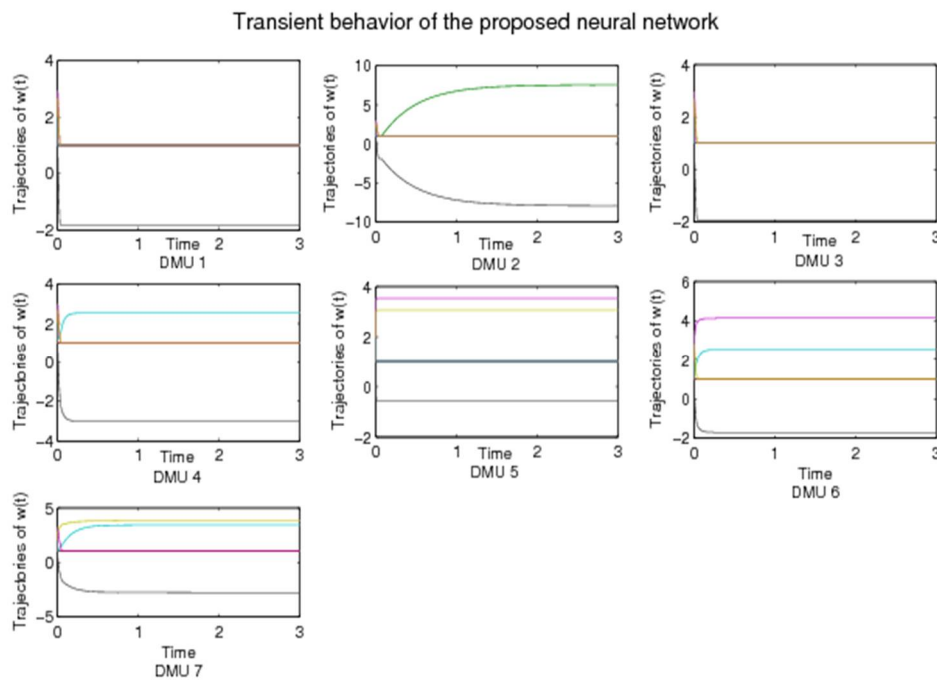 Transient behavior of the proposed neural network
Trajectories of w(t)
4
2
0
−2
0
1
2
3
Time
DMU 1
Trajectories of w(t)
10
5
0
−5
−10
0
1
2
3
Time
DMU 2
Trajectories of w(t)
4
2
0
−2
0
1
2
3
Time
DMU 3
Trajectories of w(t)
4
2
0
−2
−4
0
1
2
3
Time
DMU 4
Trajectories of w(t)
4
2
0
−2
0
1
2
3
Time
DMU 5
Trajectories of w(t)
6
4
2
0
−2
0
1
2
3
Time
DMU 6
Trajectories of w(t)
5
0
−5
0
1
2
3
Time
DMU 7